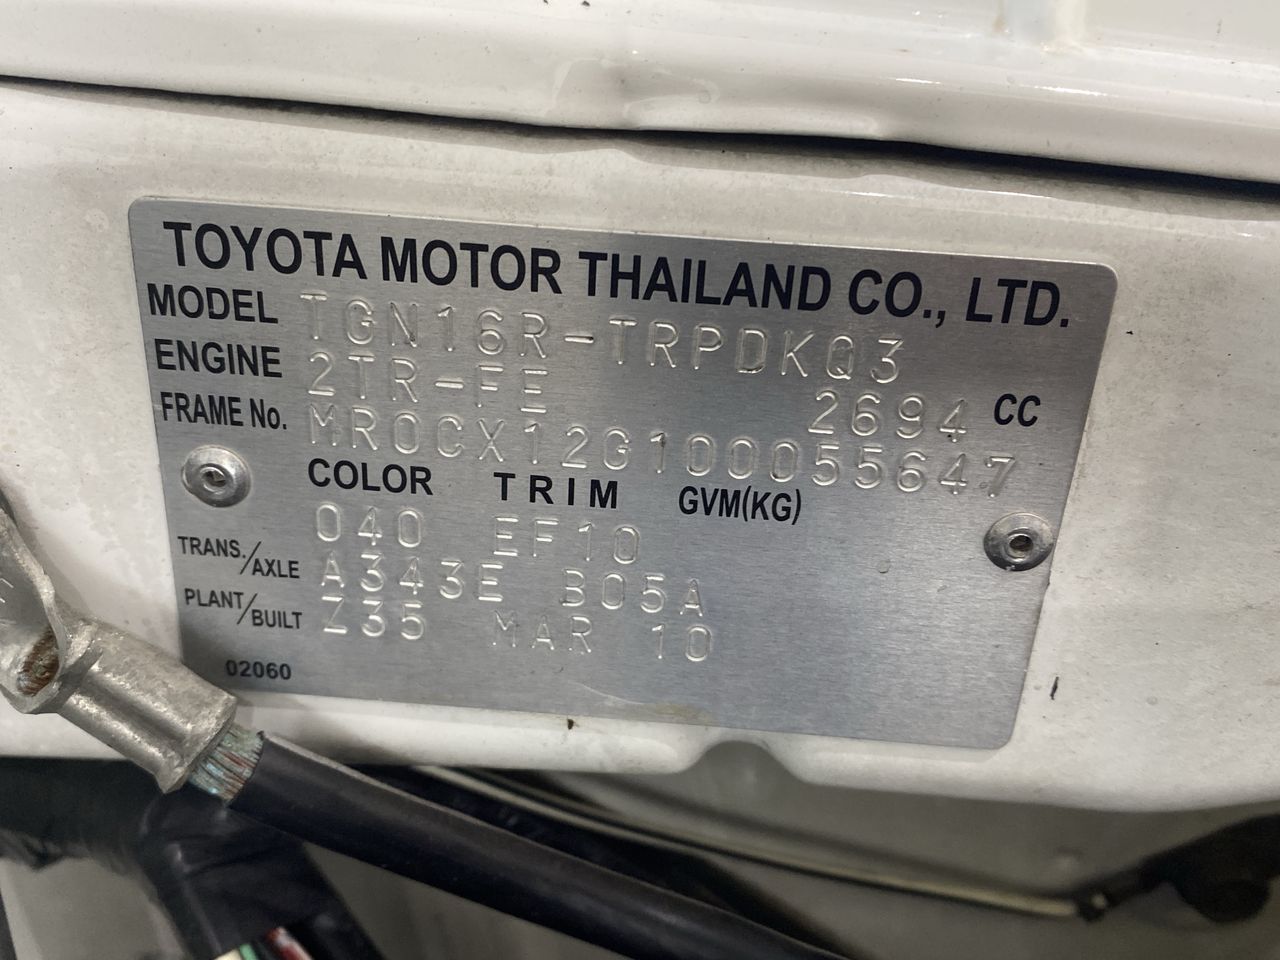 TOYOTA MOTOR THAILAND CO., LTD.
MODEL TGN16R-TRPDKQ3
ENGINE 2TR-FE 2694 CC
FRAME No. MR0CX12G100055647
COLOR TRIM GVM(KG)
040 EF10
TRANS./AXLE A343E B05A
PLANT/BUILT Z35 MAR 10
02060